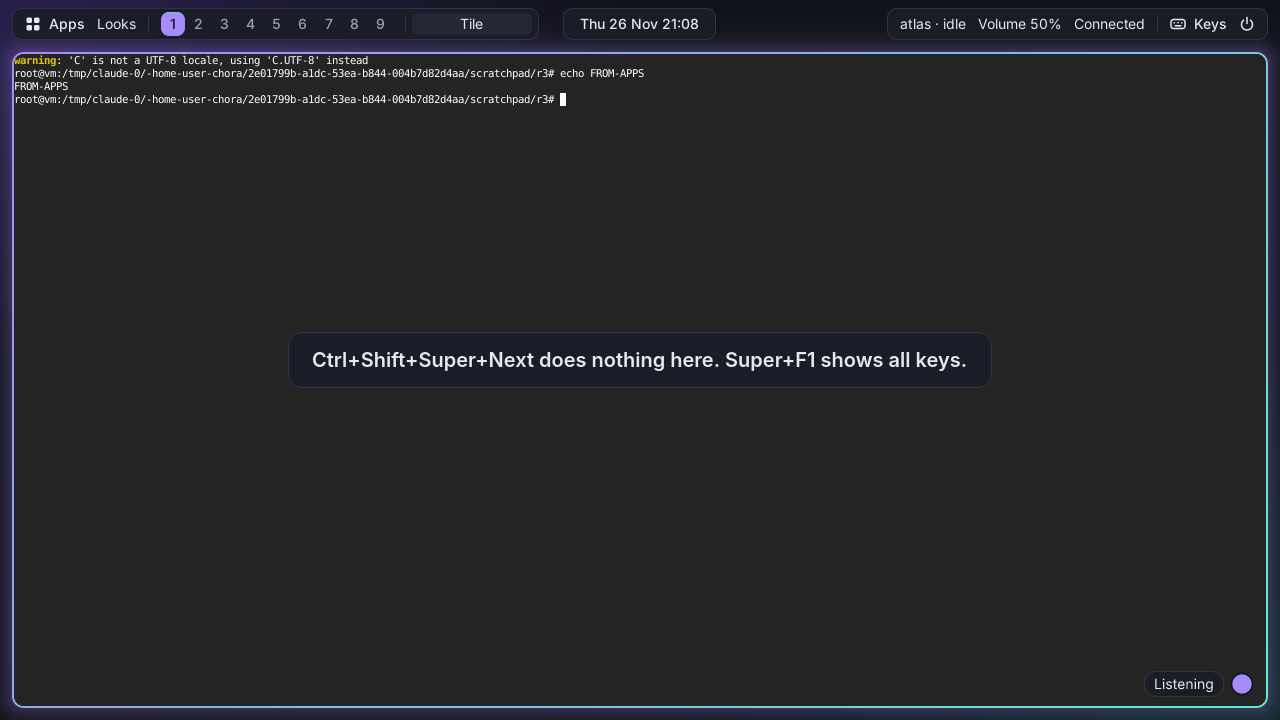 Apps Looks 1 2 3 4 5 6 7 8 9 Tile Thu 26 Nov 21:08 atlas · idle Volume 50% Connected Keys
warning: 'C' is not a UTF-8 locale, using 'C.UTF-8' instead
root@vm:/tmp/claude-0/-home-user-chora/2e01799b-a1dc-53ea-b844-004b7d82d4aa/scratchpad/r3# echo FROM-APPS
FROM-APPS
root@vm:/tmp/claude-0/-home-user-chora/2e01799b-a1dc-53ea-b844-004b7d82d4aa/scratchpad/r3#
Ctrl+Shift+Super+Next does nothing here. Super+F1 shows all keys.
Listening